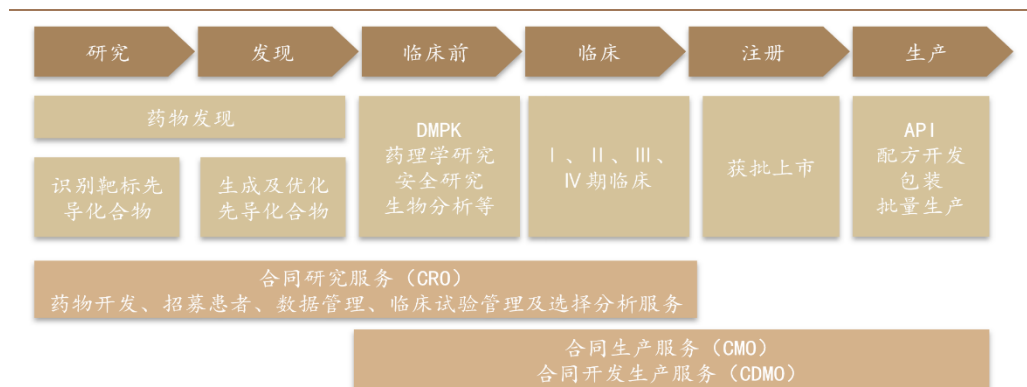 研究
发现
临床前
临床
注册
生产
药物发现
识别靶标先
导化合物
生成及优化
先导化合物
DMPK
药理学研究
安全研究
生物分析等
Ⅰ、Ⅱ、Ⅲ、
Ⅳ期临床
获批上市
API
配方开发
包装
批量生产
合同研究服务（CRO）
药物开发、招募患者、数据管理、临床试验管理及选择分析服务
合同生产服务（CMO）
合同开发生产服务（CDMO）